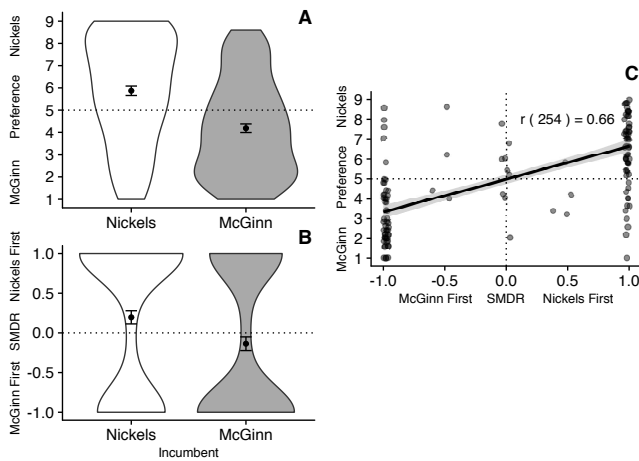 A
Nickels
Preference
McGinn
9
8
7
6
5
4
3
2
1
Nickels
McGinn
B
Nickels First
SMDR
McGinn First
1.0
0.5
0.0
-0.5
-1.0
Nickels
McGinn
Incumbent
C
Nickels
Preference
McGinn
9
8
7
6
5
4
3
2
1
r ( 254 ) = 0.66
-1.0
-0.5
0.0
0.5
1.0
McGinn First
SMDR
Nickels First